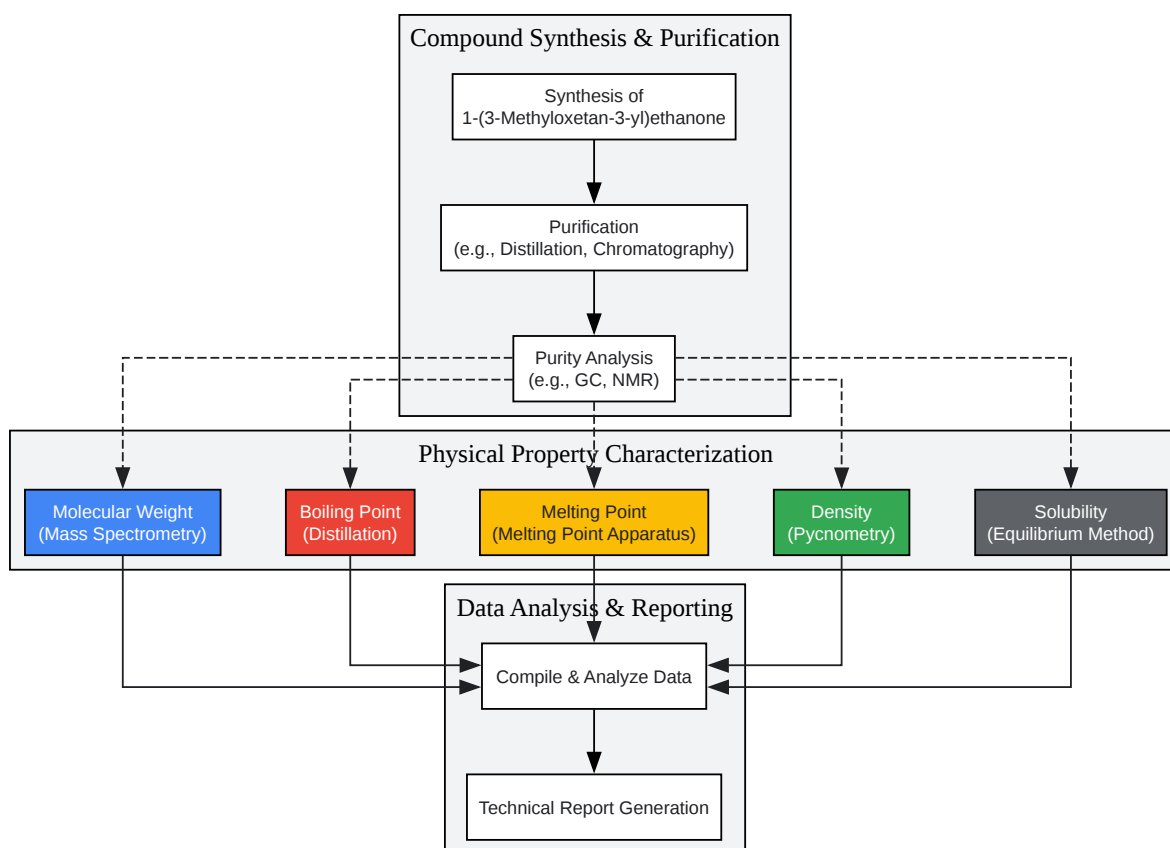 Compound Synthesis & Purification
Synthesis of
1-(3-Methyloxetan-3-yl)ethanone
Purification
(e.g., Distillation, Chromatography)
Purity Analysis
(e.g., GC, NMR)
Physical Property Characterization
Molecular Weight
(Mass Spectrometry)
Boiling Point
(Distillation)
Melting Point
(Melting Point Apparatus)
Density
(Pycnometry)
Solubility
(Equilibrium Method)
Data Analysis & Reporting
Compile & Analyze Data
Technical Report Generation